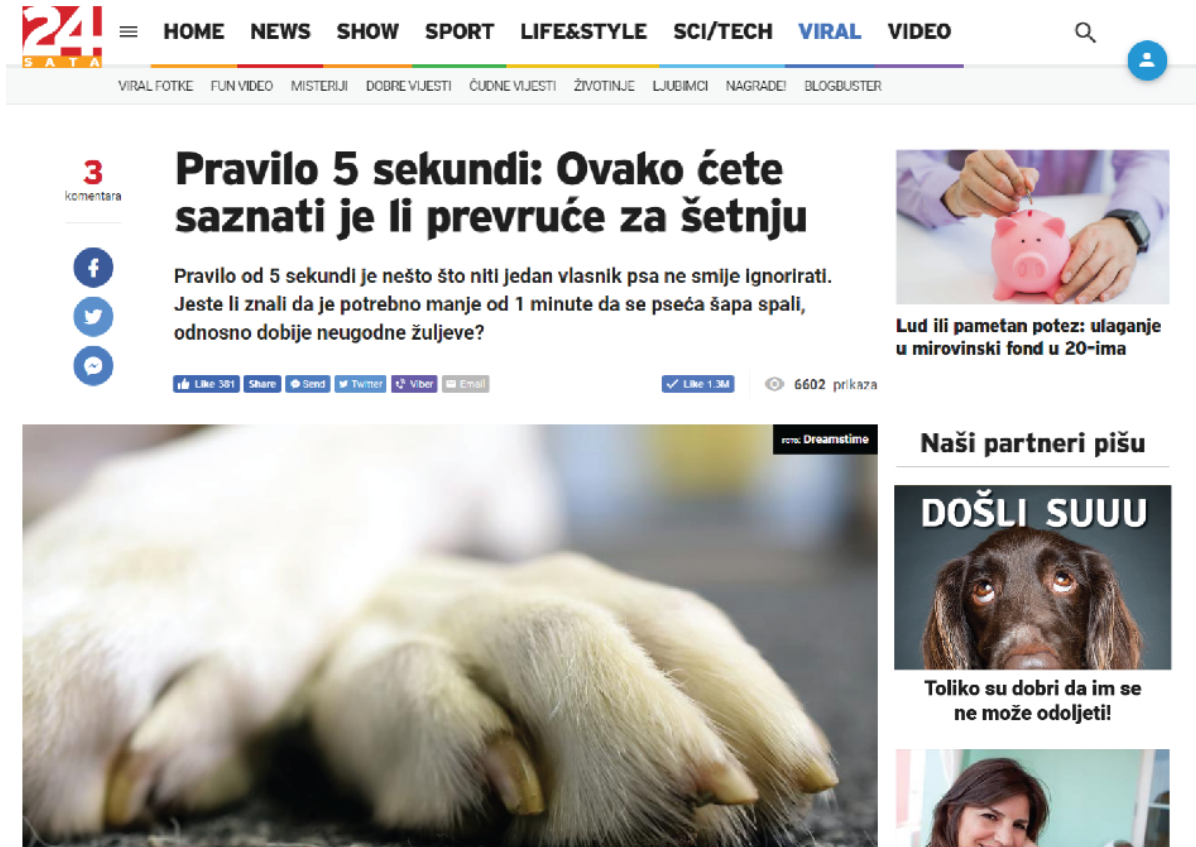 24
SATA
HOME NEWS SHOW SPORT LIFE&STYLE SCI/TECH VIRAL VIDEO
VIRAL FOTKE FUN VIDEO MISTERIJI DOBRE VIJESTI ČUDNE VIJESTI ŽIVOTINJE LJUBIMCI NAGRADE! BLOGBUSTER
3
komentara
Pravilo 5 sekundi: Ovako ćete
saznati je li prevruće za šetnju
Pravilo od 5 sekundi je nešto što niti jedan vlasnik psa ne smije ignorirati.
Jeste li znali da je potrebno manje od 1 minute da se pseća šapa spali,
odnosno dobije neugodne žuljeve?
Like 381 Share Send Twitter Viber Email Like 1.3M 6602 prikaza
FOTO: Dreamstime
Lud ili pametan potez: ulaganje
u mirovinski fond u 20-ima
Naši partneri pišu
DOŠLI SUUU
Toliko su dobri da im se
ne može odoljeti!